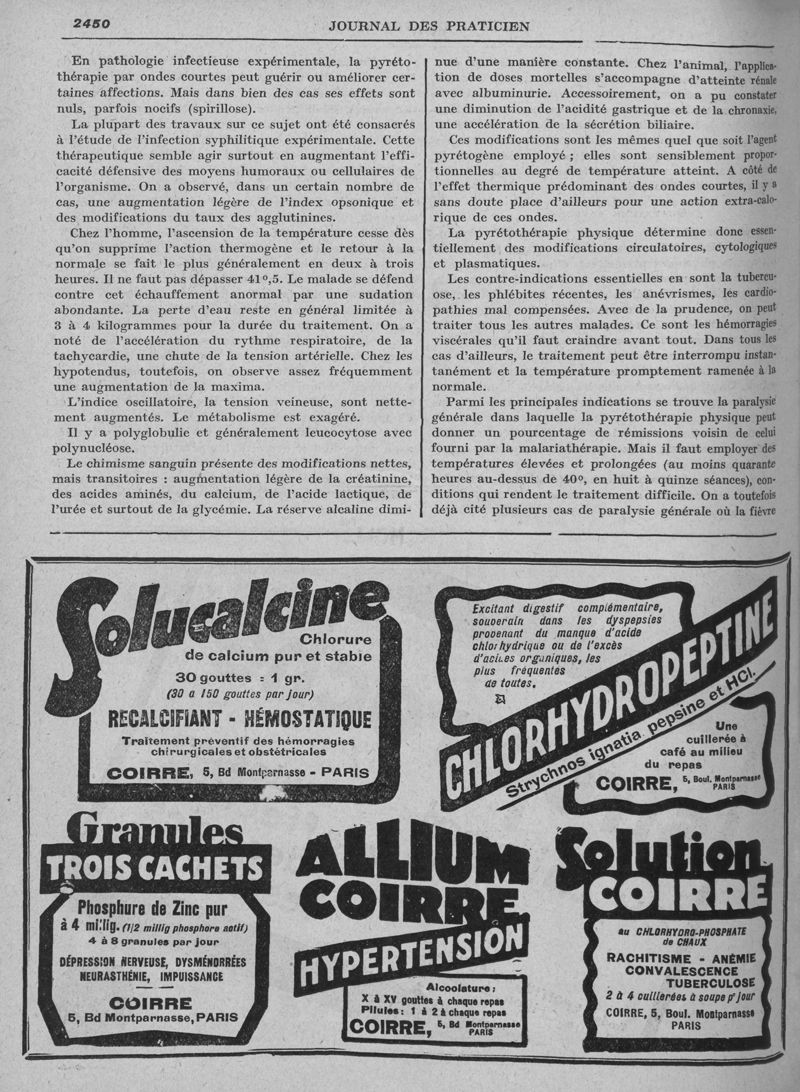 2450
JOURNAL DES PRATICIEN
En pathologie infectieuse expérimentale, la pyréto-
thérapie par ondes courtes peut guérir ou améliorer cer-
taines affections. Mais dans bien des cas ses effets sont
nuls, parfois nocifs (spirillose).
La plupart des travaux sur ce sujet ont été consacrés
à l'étude de l'infection syphilitique expérimentale. Cette
thérapeutique semble agir surtout en augmentant l'effi-
cacité défensive des moyens humoraux ou cellulaires de
l'organisme. On a observé, dans un certain nombre de
cas, une augmentation légère de l'index opsonique et
des modifications du taux des agglutinines.
Chez l'homme, l'ascension de la température cesse dès
qu'on supprime l'action thermogène et le retour à la
normale se fait le plus généralement en deux à trois
heures. Il ne faut pas dépasser 41°,5. Le malade se défend
contre cet échauffement anormal par une sudation
abondante. La perte d'eau reste en général limitée à
3 à 4 kilogrammes pour la durée du traitement. On a
noté de l'accélération du rythme respiratoire, de la
tachycardie, une chute de la tension artérielle. Chez les
hypotendus, toutefois, on observe assez fréquemment
une augmentation de la maxima.
L'indice oscillatoire, la tension veineuse, sont nette-
ment augmentés. Le métabolisme est exagéré.
Il y a polyglobulie et généralement leucocytose avec
polynucléose.
Le chimisme sanguin présente des modifications nettes,
mais transitoires : augmentation légère de la créatinine,
des acides aminés, du calcium, de l'acide lactique, de
l'urée et surtout de la glycémie. La réserve alcaline dimi-
nue d'une manière constante. Chez l'animal, l'applica-
tion de doses mortelles s'accompagne d'atteinte rénale
avec albuminurie. Accessoirement, on a pu constater
une diminution de l'acidité gastrique et de la chronaxie,
une accélération de la sécrétion biliaire.
Ces modifications sont les mêmes quel que soit l'agent
pyrétogène employé ; elles sont sensiblement propor-
tionnelles au degré de température atteint. A côté de
l'effet thermique prédominant des ondes courtes, il y a
sans doute place d'ailleurs pour une action extra-calo-
rique de ces ondes.
La pyrétothérapie physique détermine donc essen-
tiellement des modifications circulatoires, cytologiques
et plasmatiques.
Les contre-indications essentielles en sont la tubercu-
ose, les phlébites récentes, les anévrismes, les cardio-
pathies mal compensées. Avec de la prudence, on peut
traiter tous les autres malades. Ce sont les hémorragies
viscérales qu'il faut craindre avant tout. Dans tous les
cas d'ailleurs, le traitement peut être interrompu instan-
tanément et la température promptement ramenée à la
normale.
Parmi les principales indications se trouve la paralysie
générale dans laquelle la pyrétothérapie physique peut
donner un pourcentage de rémissions voisin de celui
fourni par la malariathérapie. Mais il faut employer des
températures élevées et prolongées (au moins quarante
heures au-dessus de 40°, en huit à quinze séances), con-
ditions qui rendent le traitement difficile. On a toutefois
déjà cité plusieurs cas de paralysie générale où la fièvre
Solucalcine
Chlorure
de calcium pur et stable
30 gouttes = 1 gr.
(30 à 150 gouttes par jour)
RECALCIFIANT - HÉMOSTATIQUE
Traitement préventif des hémorragies
chirurgicales et obstétricales
COIRRE, 5, Bd Montparnasse - PARIS
Excitant digestif complémentaire,
souverain dans les dyspepsies
provenant du manque d'acide
chlorhydrique ou de l'excès
d'acides organiques, les
plus fréquentes
de toutes.
CHLORHYDROPEPTINE
Strychnos ignatia, pepsine et HCl.
Une
cuillerée à
café au milieu
du repas
COIRRE, 5, Boul. Montparnasse
PARIS
Granules
TROIS CACHETS
Phosphure de Zinc pur
à 4 millig. (1/2 millig phosphore actif)
4 à 8 granules par jour
DÉPRESSION NERVEUSE, DYSMÉNORRÉES
NEURASTHÉNIE, IMPUISSANCE
COIRRE
5, Bd Montparnasse, PARIS
ALLIUM
COIRRE
HYPERTENSION
Alcoolature :
X à XV gouttes à chaque repas
Pilules : 1 à 2 à chaque repas
COIRRE, 5, Bd Montparnasse
PARIS
Solution
COIRRE
au CHLORHYDRO-PHOSPHATE
de CHAUX
RACHITISME - ANÉMIE
CONVALESCENCE
TUBERCULOSE
2 à 4 cuillerées à soupe pr jour
COIRRE, 5, Boul. Montparnasse
PARIS